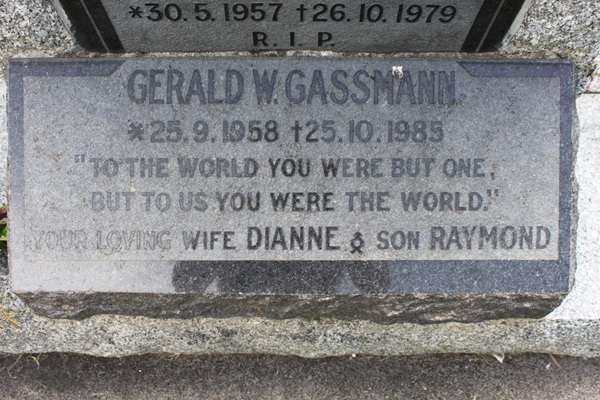 *30.5.1957 †26.10.1979
R. I. P.
GERALD W. GASSMANN.
*25.9.1958 †25.10.1985
"TO THE WORLD YOU WERE BUT ONE,
BUT TO US YOU WERE THE WORLD."
YOUR LOVING WIFE DIANNE & SON RAYMOND